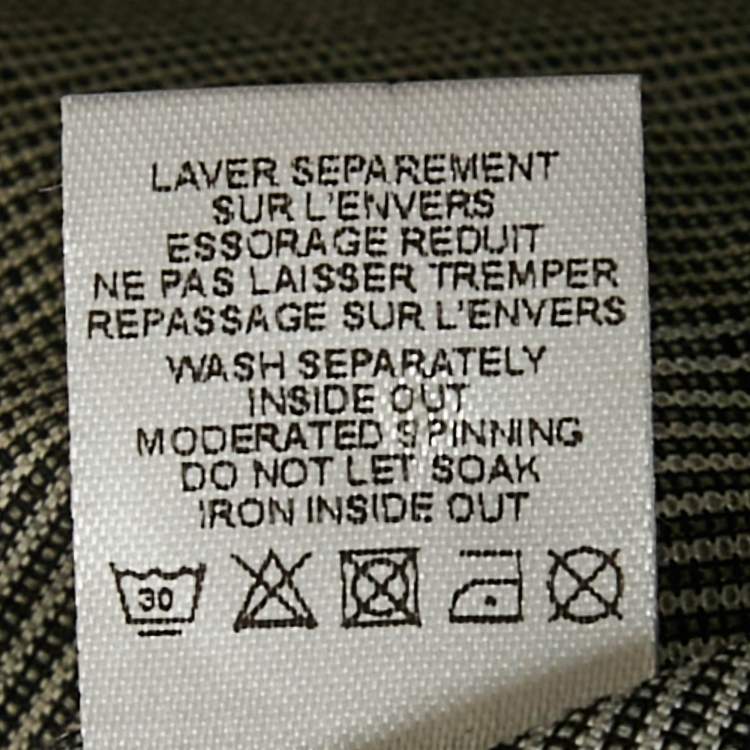 LAVER SEPAREMENT
SUR L'ENVERS
ESSORAGE REDUIT
NE PAS LAISSER TREMPER
REPASSAGE SUR L'ENVERS
WASH SEPARATELY
INSIDE OUT
MODERATED SPINNING
DO NOT LET SOAK
IRON INSIDE OUT
30